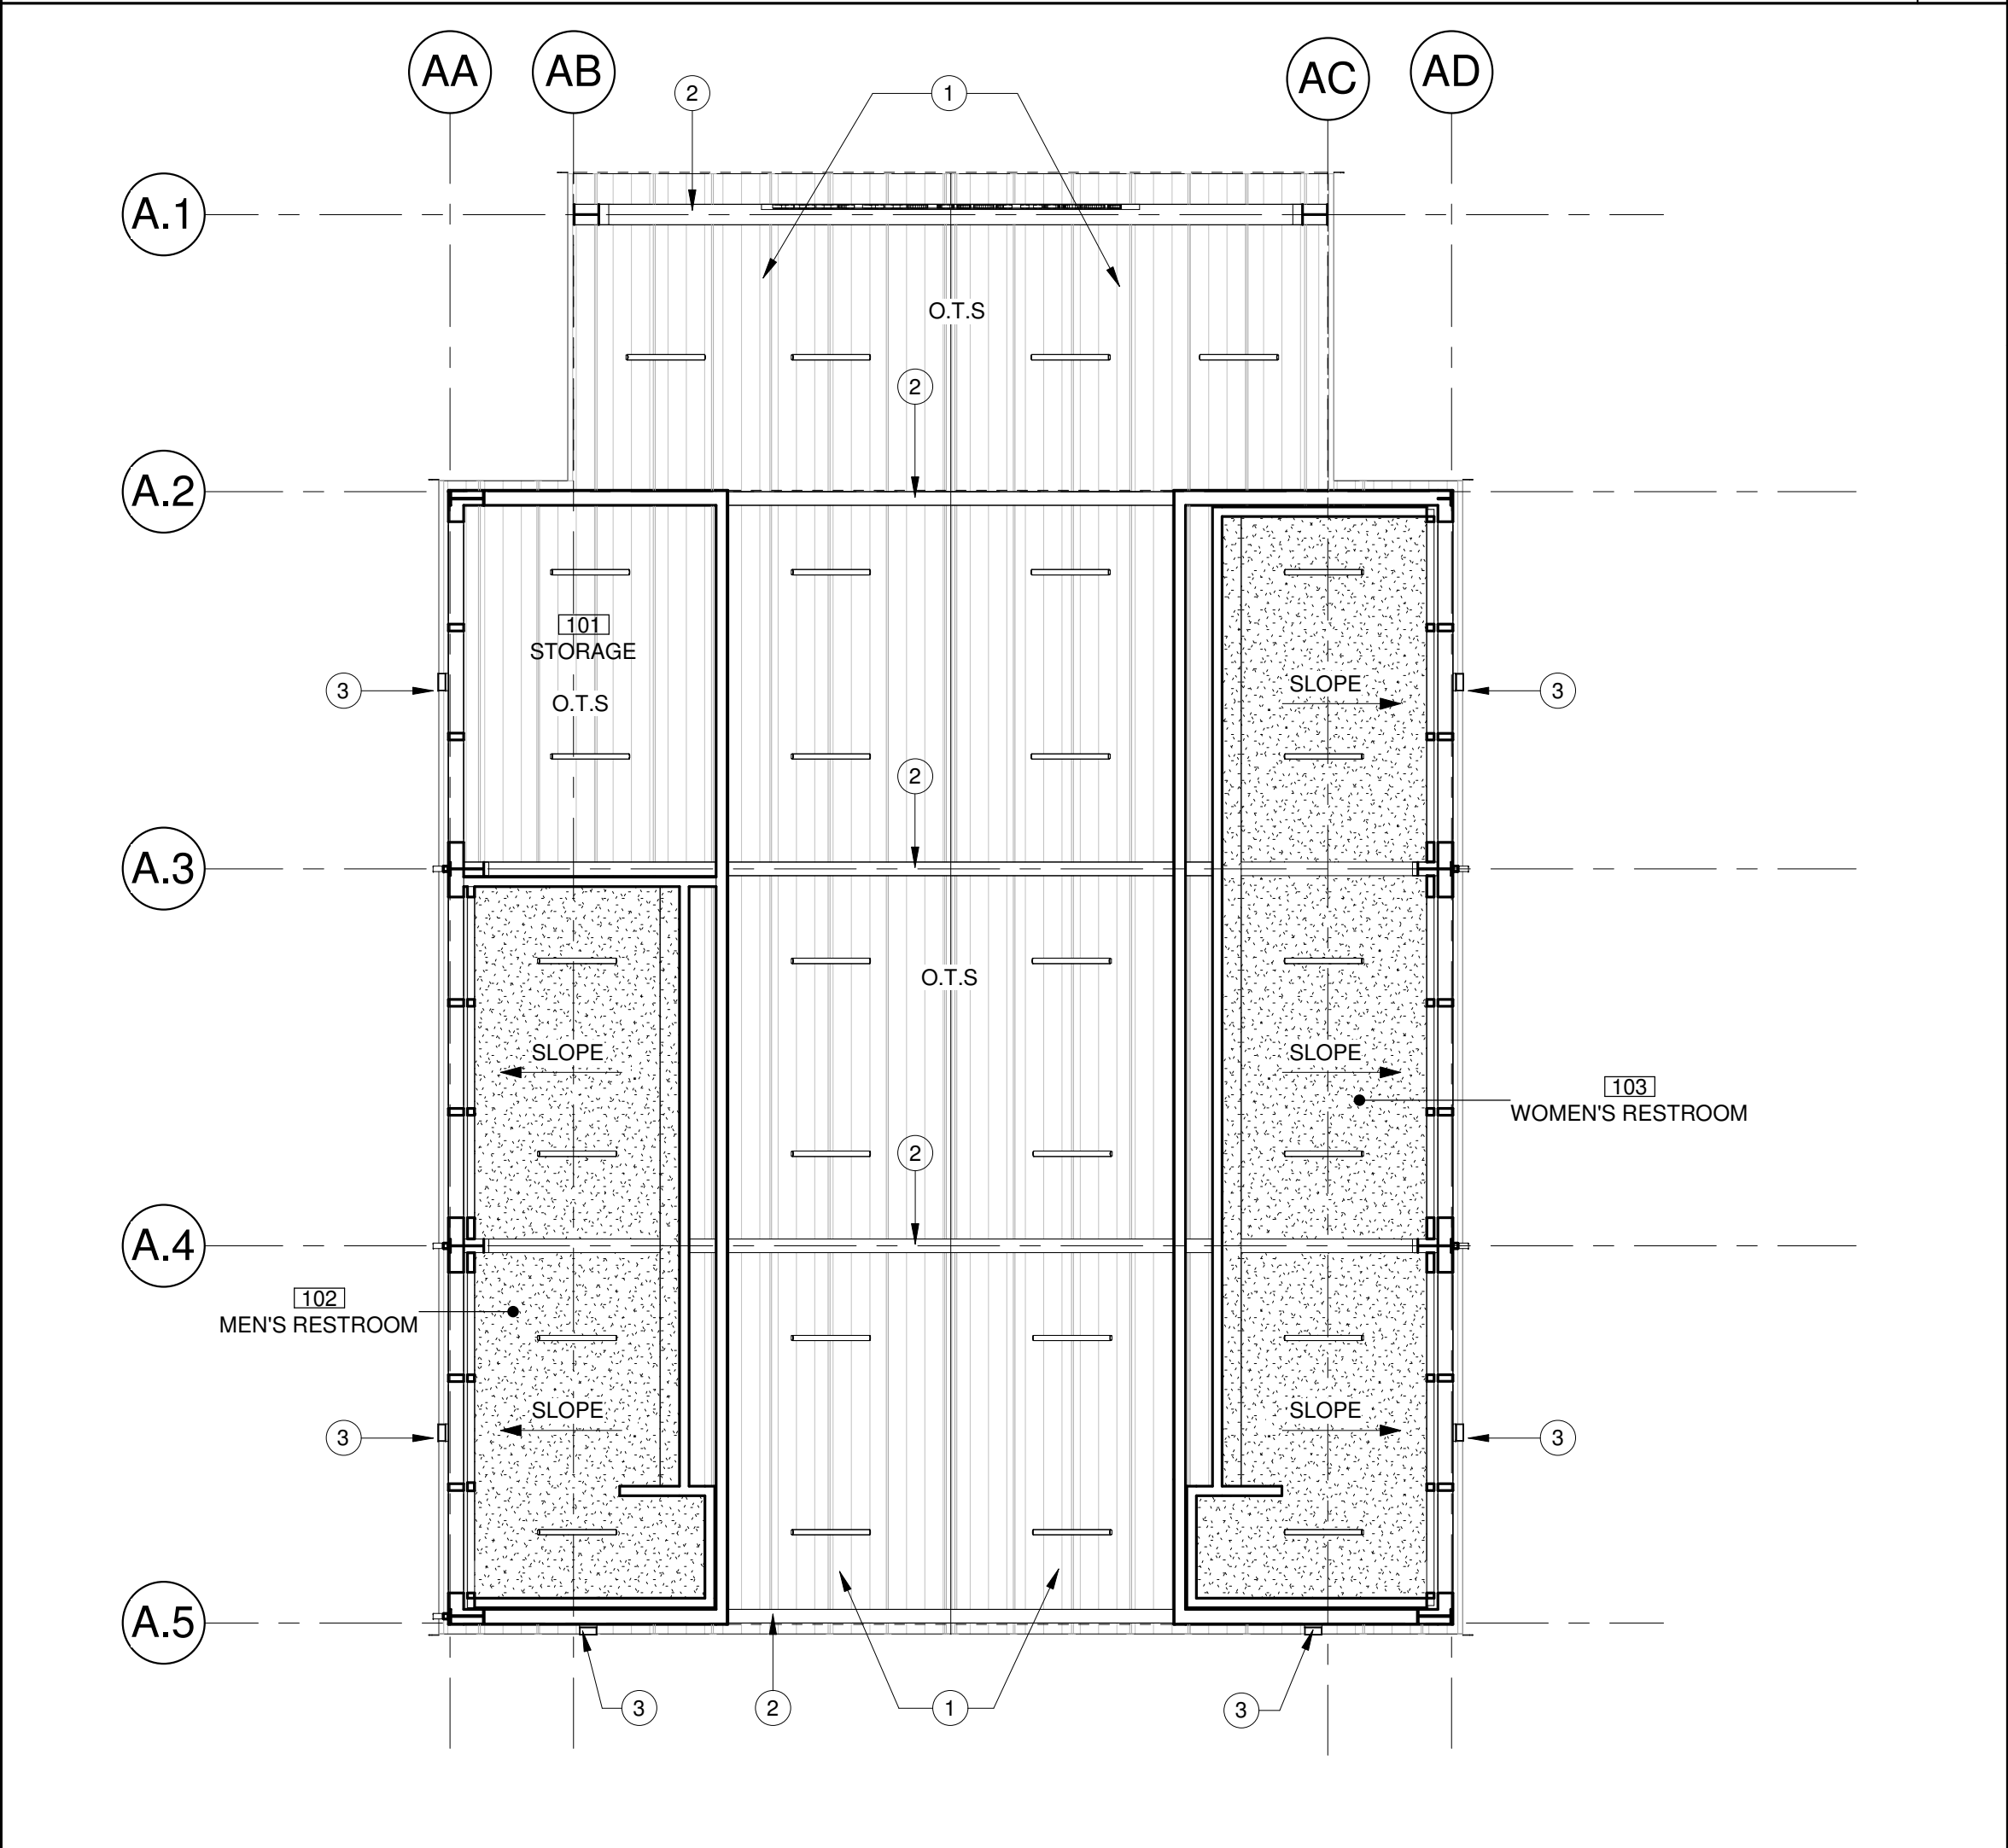 AA AB AC AD
2 1
A.1
O.T.S
2
A.2
101
STORAGE
3 SLOPE 3
O.T.S
2
A.3
O.T.S
SLOPE SLOPE
103
WOMEN'S RESTROOM
2
A.4
102
MEN'S RESTROOM
SLOPE SLOPE
3 3
A.5
3 2 1 3